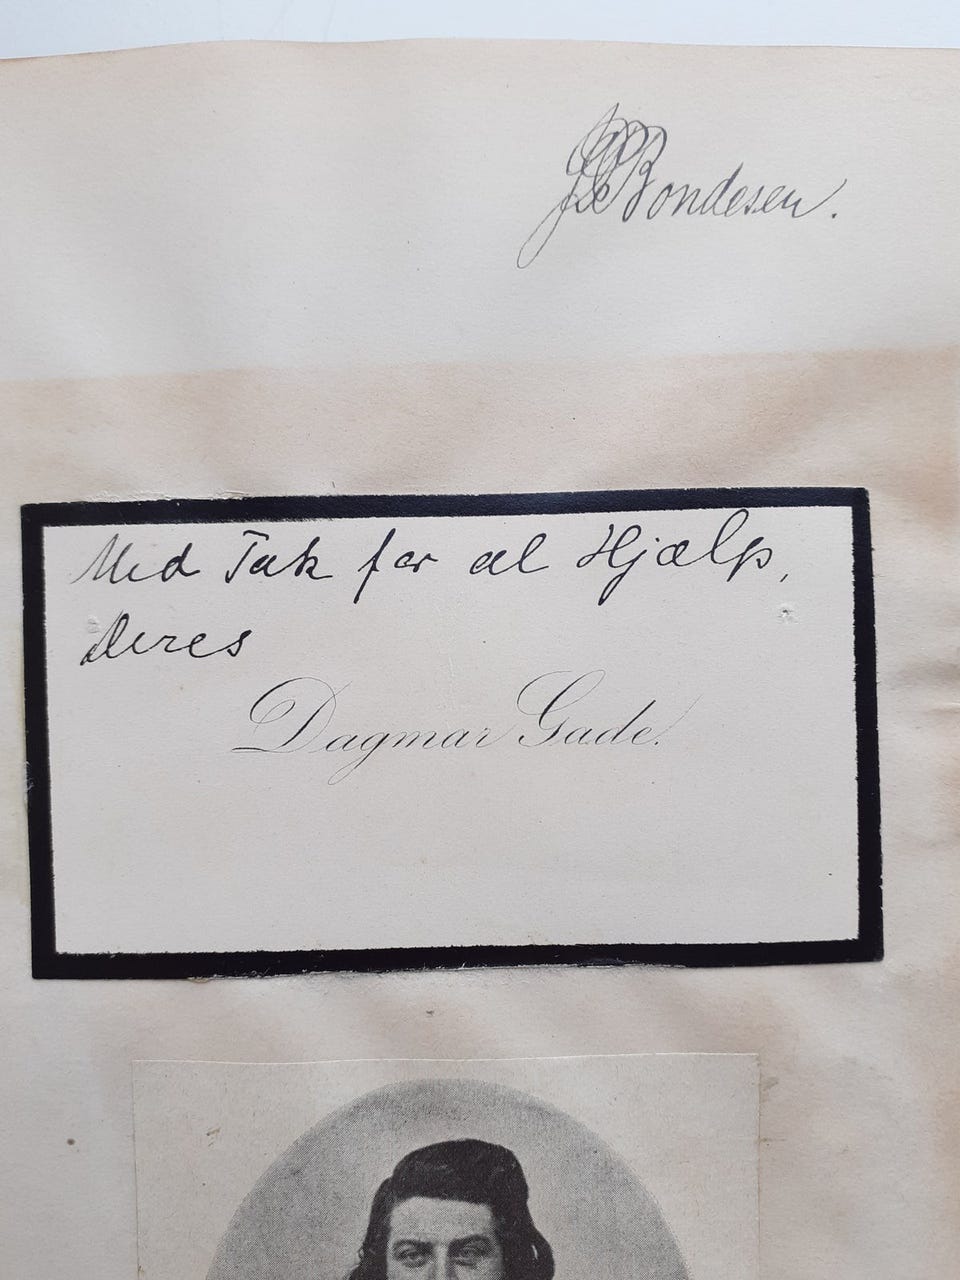 Bondesen.
Med Tak for al Hjælp,
Deres
Dagmar Gade.